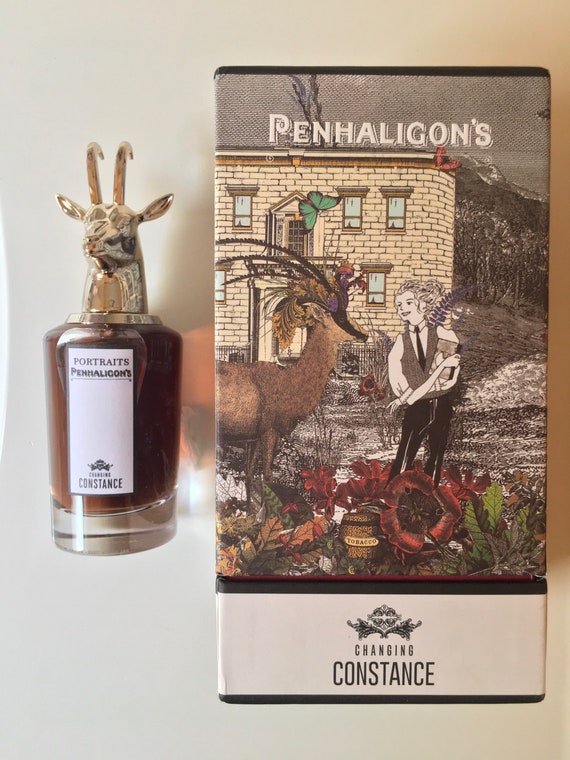 PORTRAITS
PENHALIGON'S
CHANGING
CONSTANCE
PENHALIGON'S
TOBACCO
CHANGING
CONSTANCE